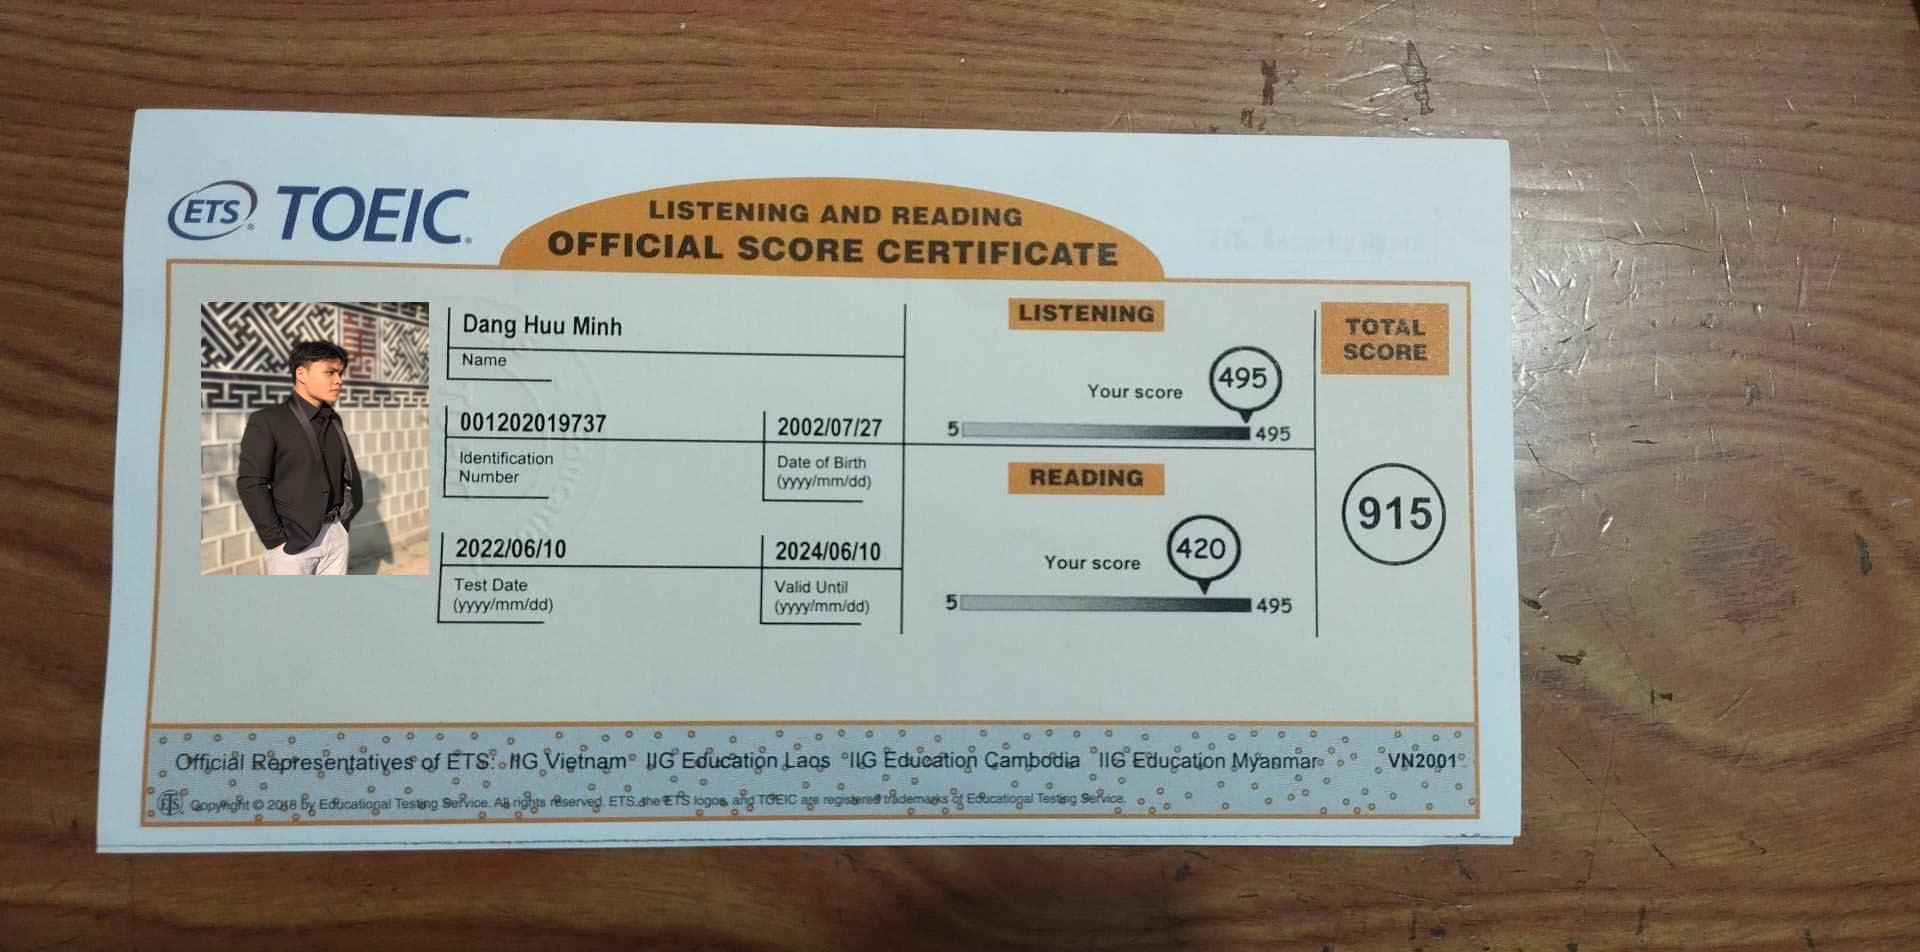 ETS® TOEIC®
LISTENING AND READING
OFFICIAL SCORE CERTIFICATE
Dang Huu Minh
Name
001202019737
Identification
Number
2002/07/27
Date of Birth
(yyyy/mm/dd)
2022/06/10
Test Date
(yyyy/mm/dd)
2024/06/10
Valid Until
(yyyy/mm/dd)
LISTENING
Your score
495
5
495
READING
Your score
420
5
495
TOTAL
SCORE
915
Official Representatives of ETS: IIG Vietnam °IIG Education Laos °IIG Education Cambodia °IIG Education Myanmar VN2001
ETS Copyright © 2018 by Educational Testing Service. All rights reserved. ETS, the ETS logos, and TOEIC are registered trademarks of Educational Testing Service.